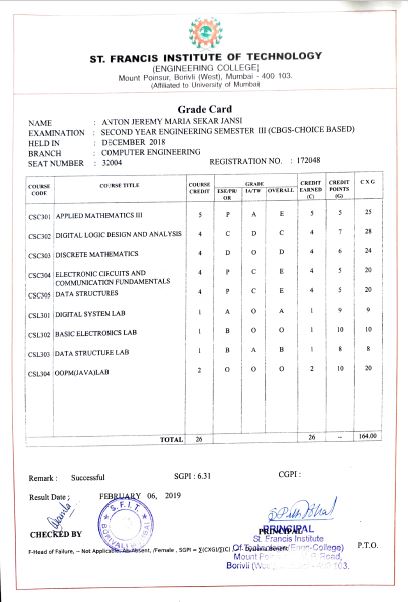 ST. FRANCIS INSTITUTE OF TECHNOLOGY
(ENGINEERING COLLEGE)
Mount Poinsur, Borivli (West), Mumbai - 400 103.
(Affiliated to University of Mumbai)
Grade Card
NAME : ANTON JEREMY MARIA SEKAR JANSI
EXAMINATION : SECOND YEAR ENGINEERING SEMESTER III (CBGS-CHOICE BASED)
HELD IN : DECEMBER 2018
BRANCH : COMPUTER ENGINEERING
SEAT NUMBER : 32004 REGISTRATION NO. : 172048
COURSE CODE COURSE TITLE COURSE CREDIT GRADE ESE/PR/OR IA/TW OVERALL CREDIT EARNED (C) CREDIT POINTS (G) C X G
CSC301 APPLIED MATHEMATICS III 5 P A E 5 5 25
CSC302 DIGITAL LOGIC DESIGN AND ANALYSIS 4 C D C 4 7 28
CSC303 DISCRETE MATHEMATICS 4 D O D 4 6 24
CSC304 ELECTRONIC CIRCUITS AND COMMUNICATION FUNDAMENTALS 4 P C E 4 5 20
CSC305 DATA STRUCTURES 4 P C E 4 5 20
CSL301 DIGITAL SYSTEM LAB 1 A O A 1 9 9
CSL302 BASIC ELECTRONICS LAB 1 B O O 1 10 10
CSL303 DATA STRUCTURE LAB 1 B A B 1 8 8
CSL304 OOPM(JAVA)LAB 2 O O O 2 10 20
TOTAL 26 26 -- 164.00
Remark : Successful SGPI : 6.31 CGPI :
Result Date : FEBRUARY 06, 2019
S.F.I.T.
CHECKED BY
PRINCIPAL
St. Francis Institute
Of Technology (Engg. College)
Borivli (West), 400 103.
P.T.O.
F-Head of Failure, -- Not Applicable, Ab-Absent, /Female , SGPI = ∑(CXG)/∑(C)